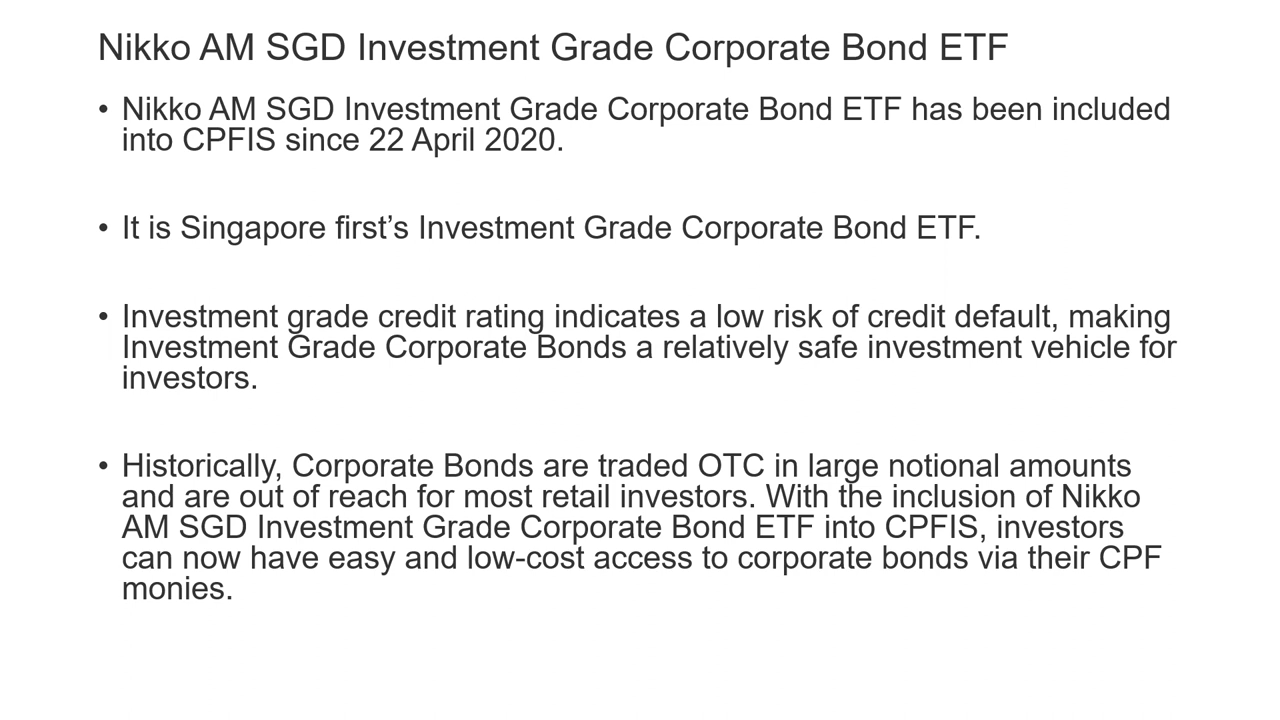 Nikko AM SGD Investment Grade Corporate Bond ETF
• Nikko AM SGD Investment Grade Corporate Bond ETF has been included
into CPFIS since 22 April 2020.
• It is Singapore first’s Investment Grade Corporate Bond ETF.
• Investment grade credit rating indicates a low risk of credit default, making
Investment Grade Corporate Bonds a relatively safe investment vehicle for
investors.
• Historically, Corporate Bonds are traded OTC in large notional amounts
and are out of reach for most retail investors. With the inclusion of Nikko
AM SGD Investment Grade Corporate Bond ETF into CPFIS, investors
can now have easy and low-cost access to corporate bonds via their CPF
monies.